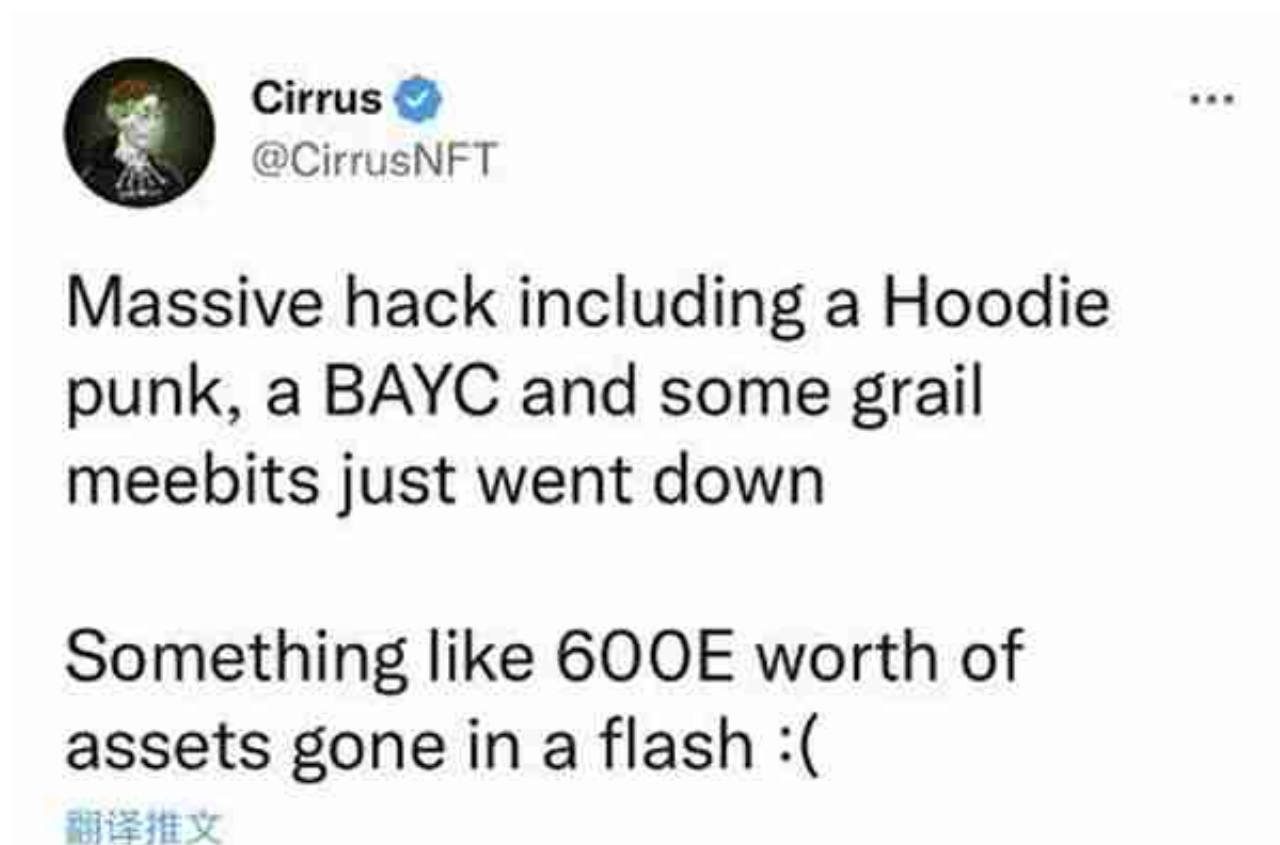 Cirrus
@CirrusNFT
Massive hack including a Hoodie
punk, a BAYC and some grail
meebits just went down
Something like 600E worth of
assets gone in a flash :(
翻译推文